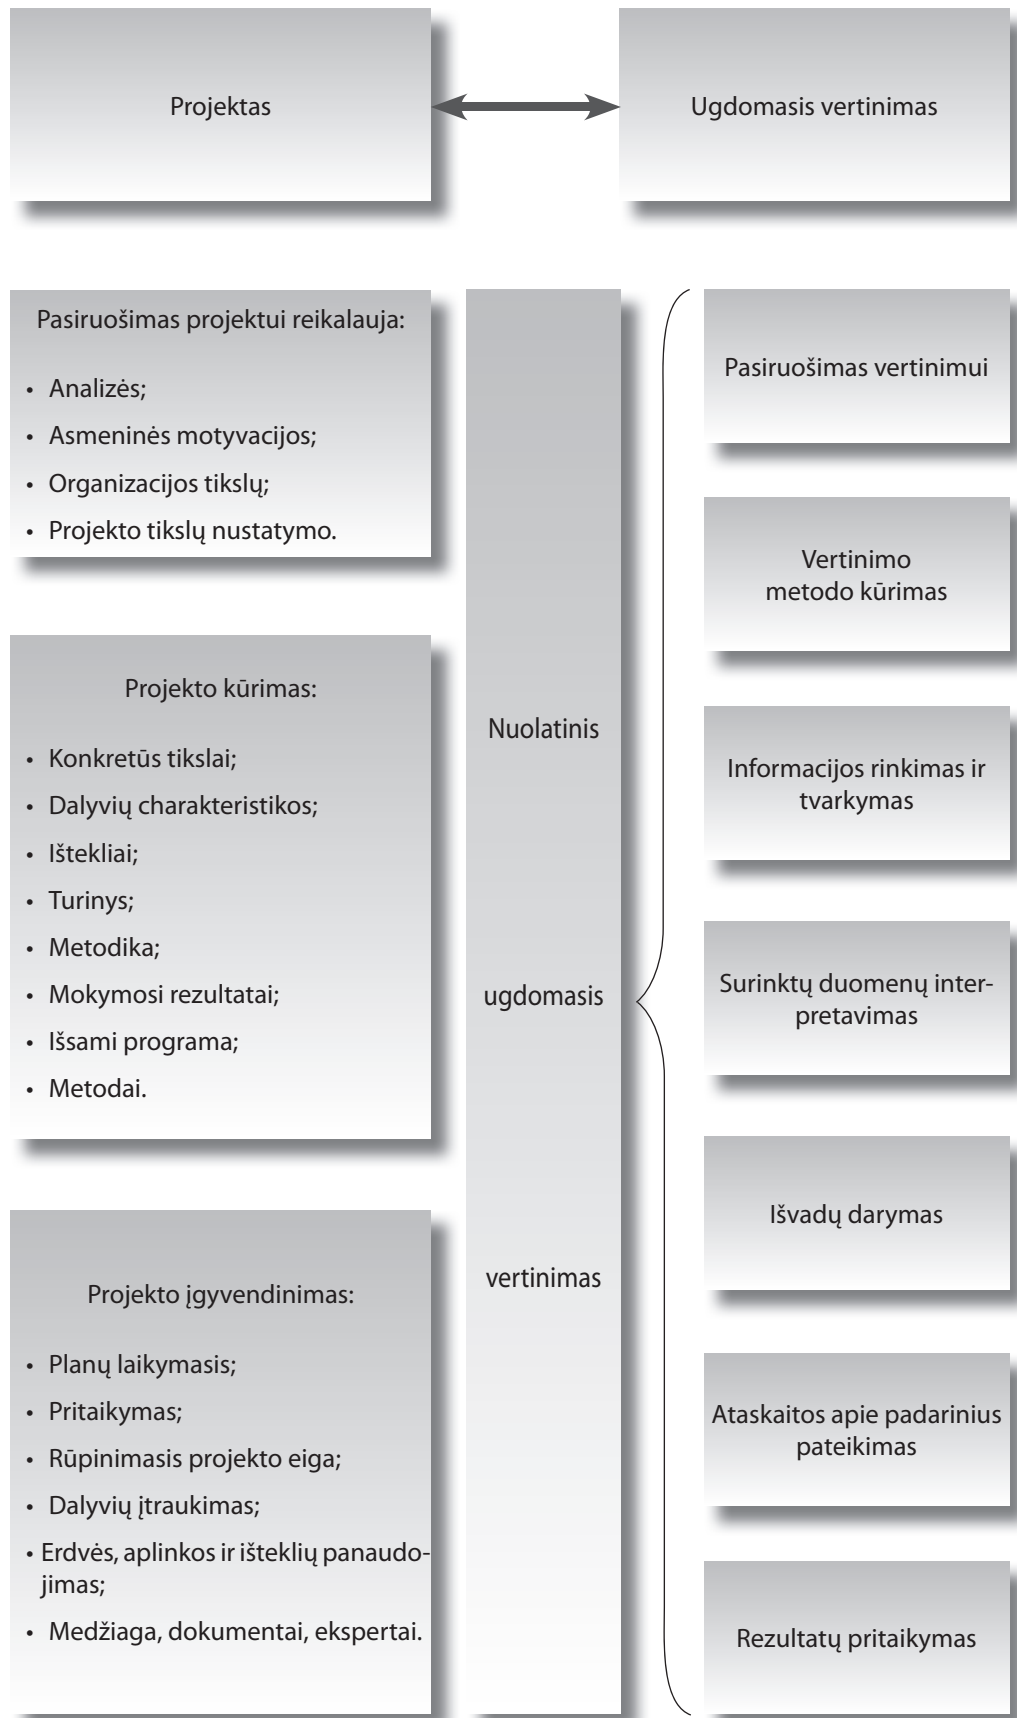 Projektas
Ugdomasis vertinimas
Pasiruošimas projektui reikalauja:
• Analizės;
• Asmeninės motyvacijos;
• Organizacijos tikslų;
• Projekto tikslų nustatymo.
Projekto kūrimas:
• Konkretūs tikslai;
• Dalyvių charakteristikos;
• Ištekliai;
• Turinys;
• Metodika;
• Mokymosi rezultatai;
• Išsami programa;
• Metodai.
Projekto įgyvendinimas:
• Planų laikymasis;
• Pritaikymas;
• Rūpinimasis projekto eiga;
• Dalyvių įtraukimas;
• Erdvės, aplinkos ir išteklių panaudo-
jimas;
• Medžiaga, dokumentai, ekspertai.
Nuolatinis
ugdomasis
vertinimas
Pasiruošimas vertinimui
Vertinimo
metodo kūrimas
Informacijos rinkimas ir
tvarkymas
Surinktų duomenų inter-
pretavimas
Išvadų darymas
Ataskaitos apie padarinius
pateikimas
Rezultatų pritaikymas